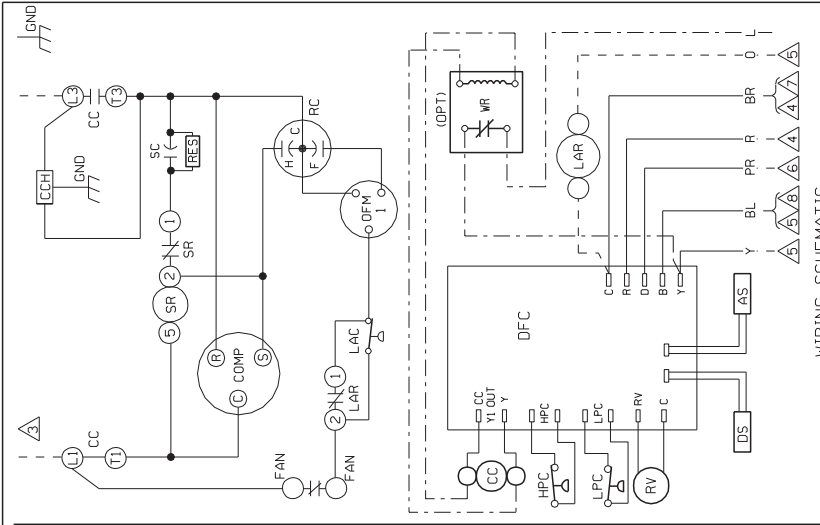 GND
L3
CC
T3
CCH
GND
SC
RES
1
SR
2
SR
5
RC
C
H
F
OFM
1
R
S
C
COMP
LAC
1
LAR
2
3
L1
CC
T1
FAN
FAN
(OPT)
WR
LAR
O
5
BR
7
4
R
4
PR
6
BL
8
5
Y
5
C
R
D
B
Y
DFC
CC
Y1 OUT
Y
HPC
LPC
RV
C
CC
HPC
LPC
RV
DS
AS
WIRING SCHEMATIC